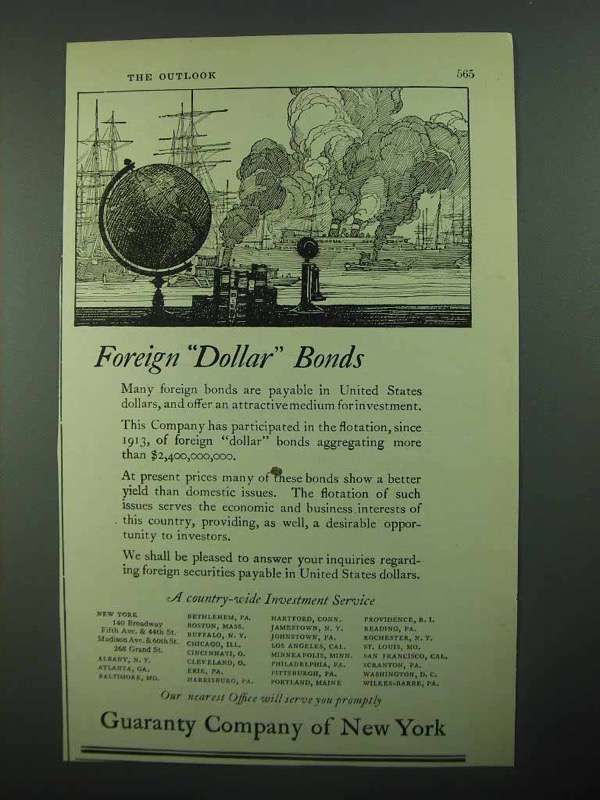 THE OUTLOOK 565
Foreign "Dollar" Bonds
Many foreign bonds are payable in United States
dollars, and offer an attractive medium for investment.
This Company has participated in the flotation, since
1913, of foreign "dollar" bonds aggregating more
than $2,400,000,000.
At present prices many of these bonds show a better
yield than domestic issues. The flotation of such
issues serves the economic and business interests of
this country, providing, as well, a desirable oppor-
tunity to investors.
We shall be pleased to answer your inquiries regard-
ing foreign securities payable in United States dollars.
A country-wide Investment Service
NEW YORK
140 Broadway
Fifth Ave. & 44th St.
Madison Ave. & 60th St.
268 Grand St.
ALBANY, N. Y.
ATLANTA, GA.
BALTIMORE, MD.
BETHLEHEM, PA.
BOSTON, MASS.
BUFFALO, N. Y.
CHICAGO, ILL.
CINCINNATI, O.
CLEVELAND, O.
ERIE, PA.
HARRISBURG, PA.
HARTFORD, CONN.
JAMESTOWN, N. Y.
JOHNSTOWN, PA.
LOS ANGELES, CAL.
MINNEAPOLIS, MINN.
PHILADELPHIA, PA.
PITTSBURGH, PA.
PORTLAND, MAINE
PROVIDENCE, R. I.
READING, PA.
ROCHESTER, N. Y.
ST. LOUIS, MO.
SAN FRANCISCO, CAL.
SCRANTON, PA.
WASHINGTON, D. C.
WILKES-BARRE, PA.
Our nearest Office will serve you promptly
Guaranty Company of New York